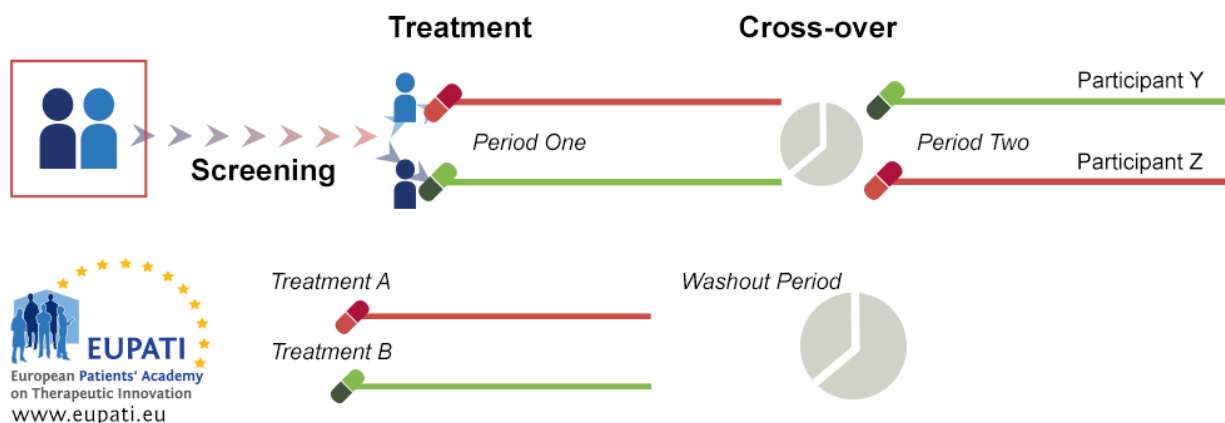 Treatment
Cross-over
Participant Y
Period One
Period Two
Screening
Participant Z
Treatment A
Washout Period
Treatment B
EUPATI
European Patients' Academy
on Therapeutic Innovation
www.eupati.eu